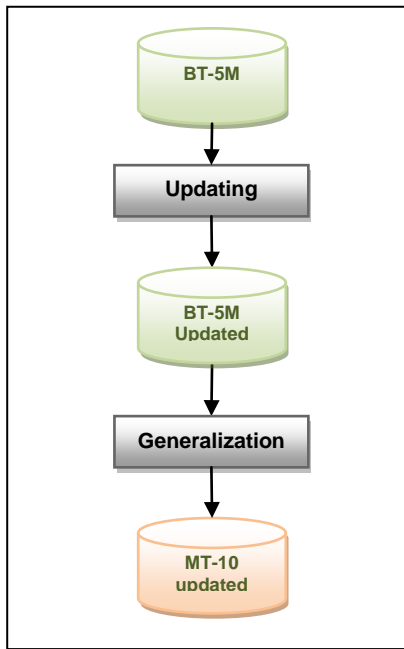 BT-5M
Updating
BT-5M
Updated
Generalization
MT-10
updated